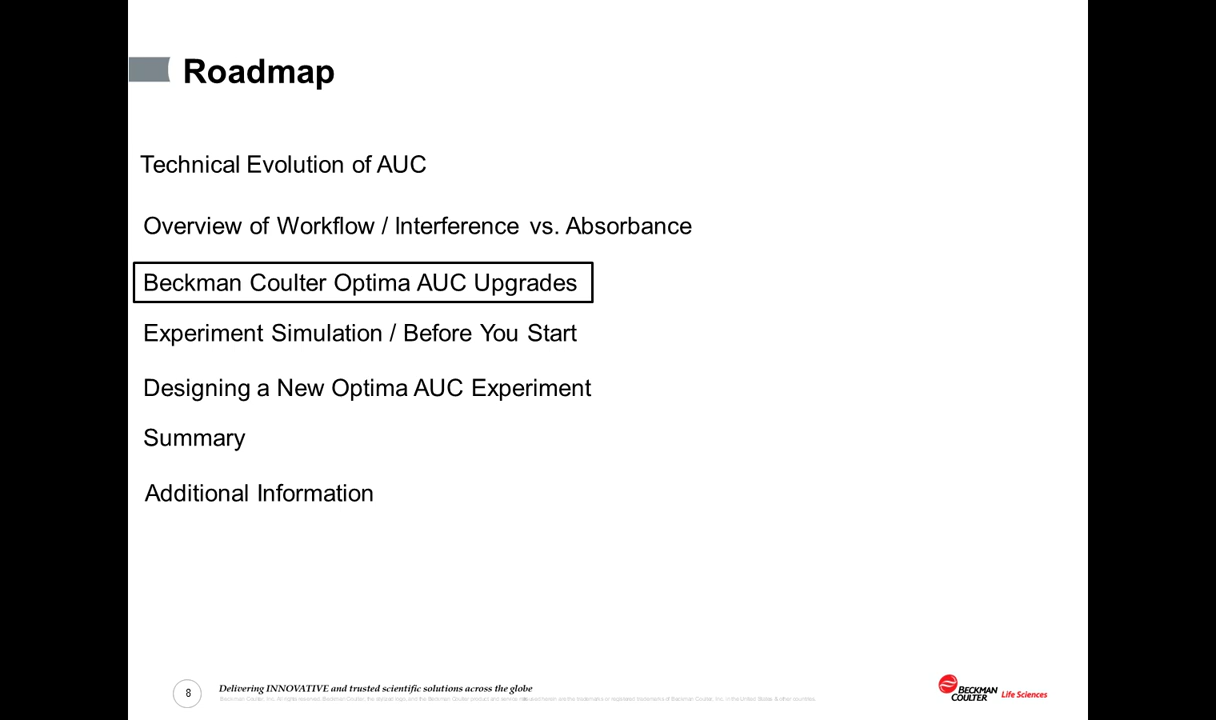 Roadmap
Technical Evolution of AUC
Overview of Workflow / Interference vs. Absorbance
Beckman Coulter Optima AUC Upgrades
Experiment Simulation / Before You Start
Designing a New Optima AUC Experiment
Summary
Additional Information
8
Delivering INNOVATIVE and trusted scientific solutions across the globe
BECKMAN
COULTER Life Sciences